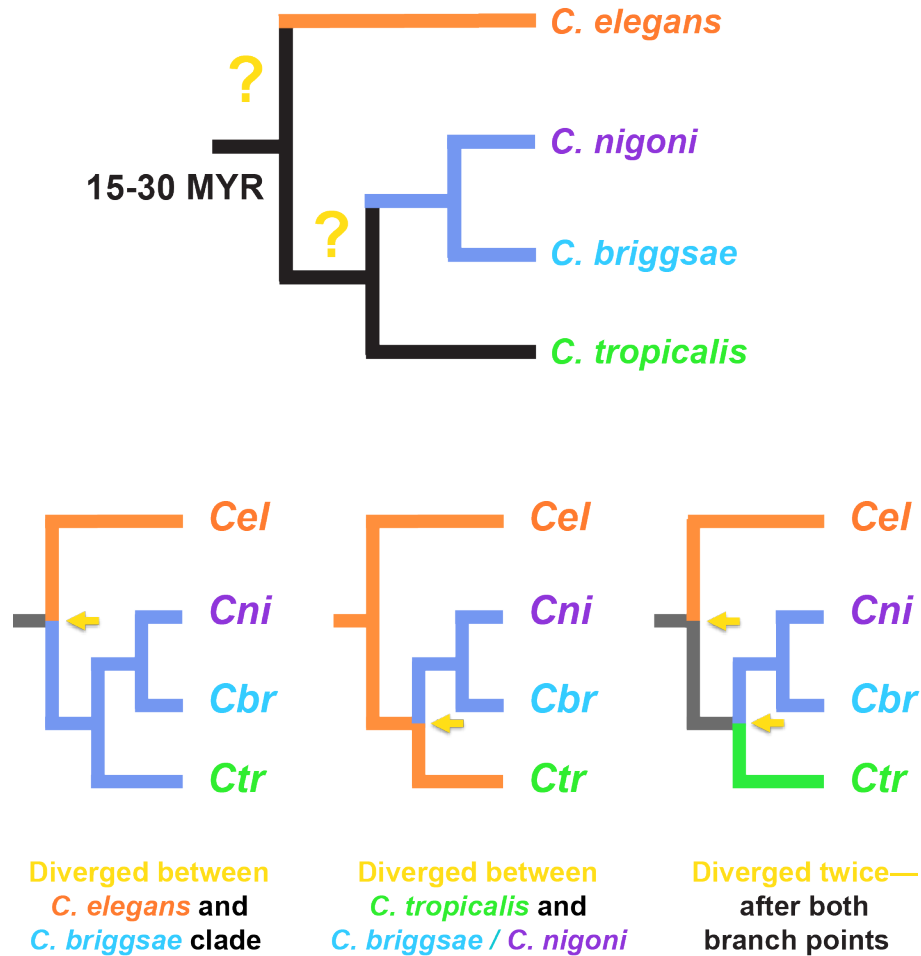 C. elegans
?
C. nigoni
15-30 MYR
?
C. briggsae
C. tropicalis
Cel
Cni
Cbr
Ctr
Diverged between
C. elegans and
C. briggsae clade
Cel
Cni
Cbr
Ctr
Diverged between
C. tropicalis and
C. briggsae / C. nigoni
Cel
Cni
Cbr
Ctr
Diverged twice—
after both
branch points